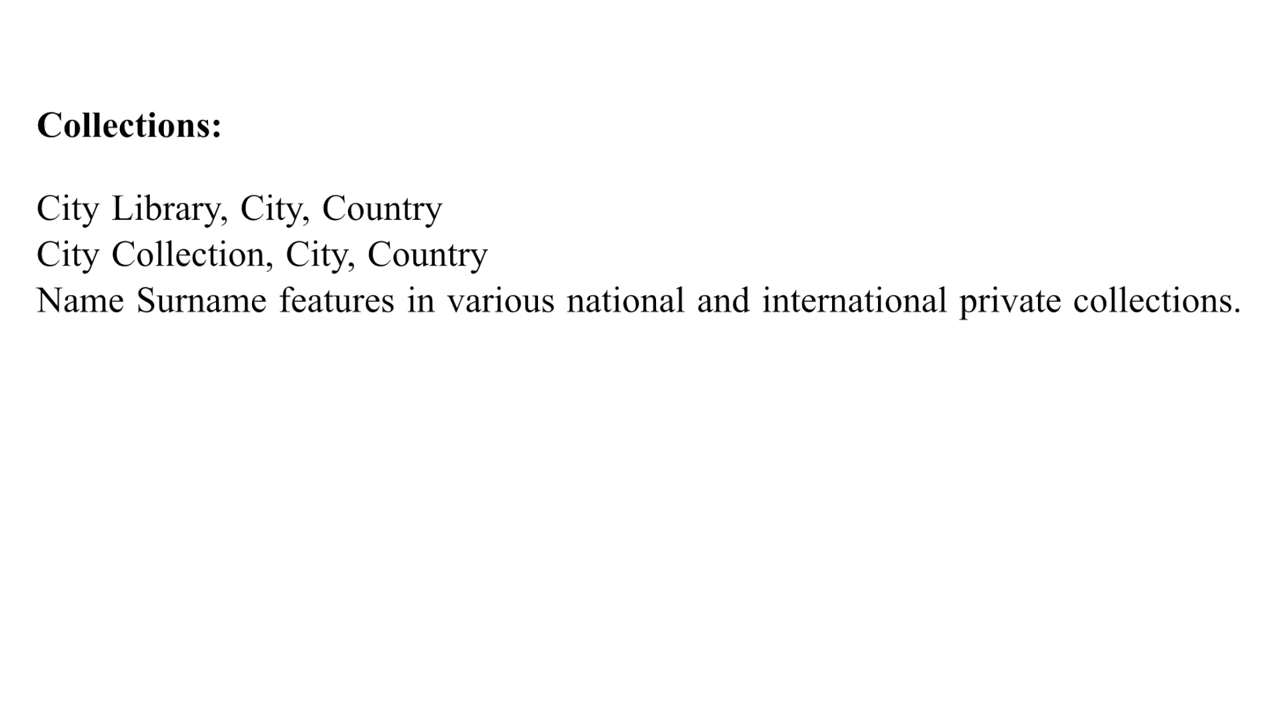 CAI
Collections:
City Library, City, Country
City Collection, City, Country
Name Surname features in various national and international private collections.